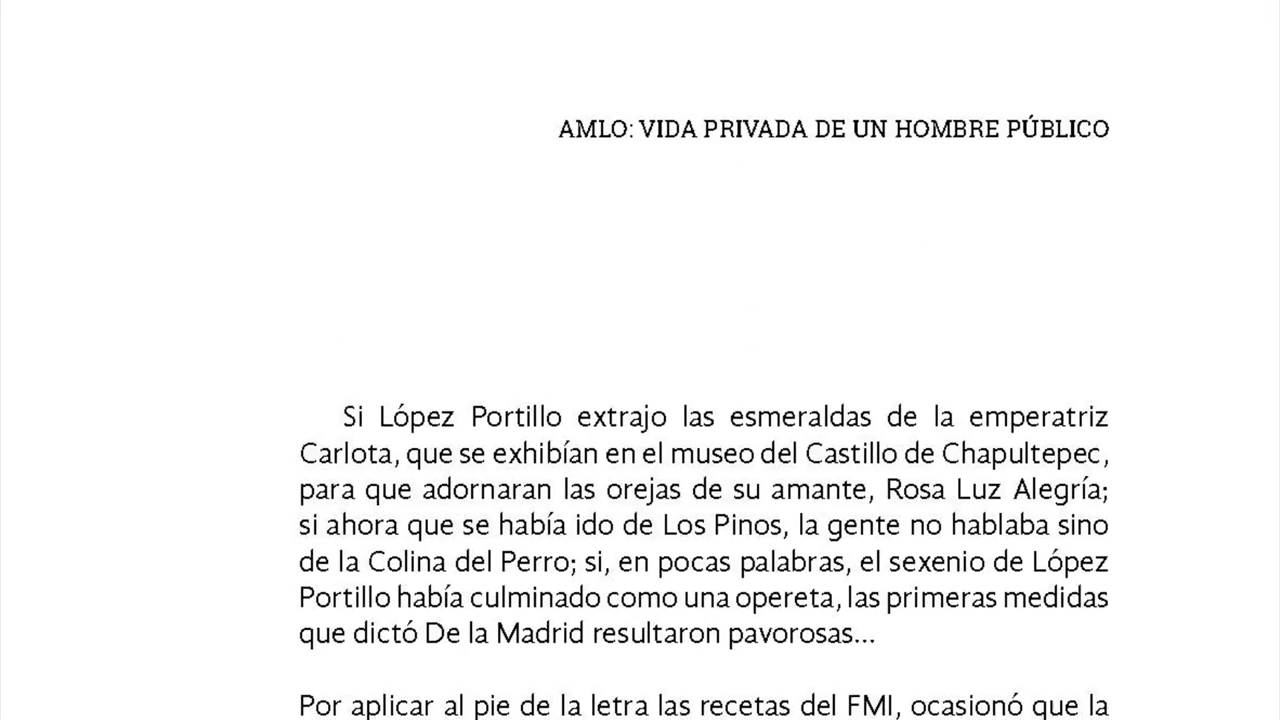 AMLO: VIDA PRIVADA DE UN HOMBRE PÚBLICO
Si López Portillo extrajo las esmeraldas de la emperatriz
Carlota, que se exhibían en el museo del Castillo de Chapultepec,
para que adornaran las orejas de su amante, Rosa Luz Alegría;
si ahora que se había ido de Los Pinos, la gente no hablaba sino
de la Colina del Perro; si, en pocas palabras, el sexenio de López
Portillo había culminado como una opereta, las primeras medidas
que dictó De la Madrid resultaron pavorosas...
Por aplicar al pie de la letra las recetas del FMI, ocasionó que la